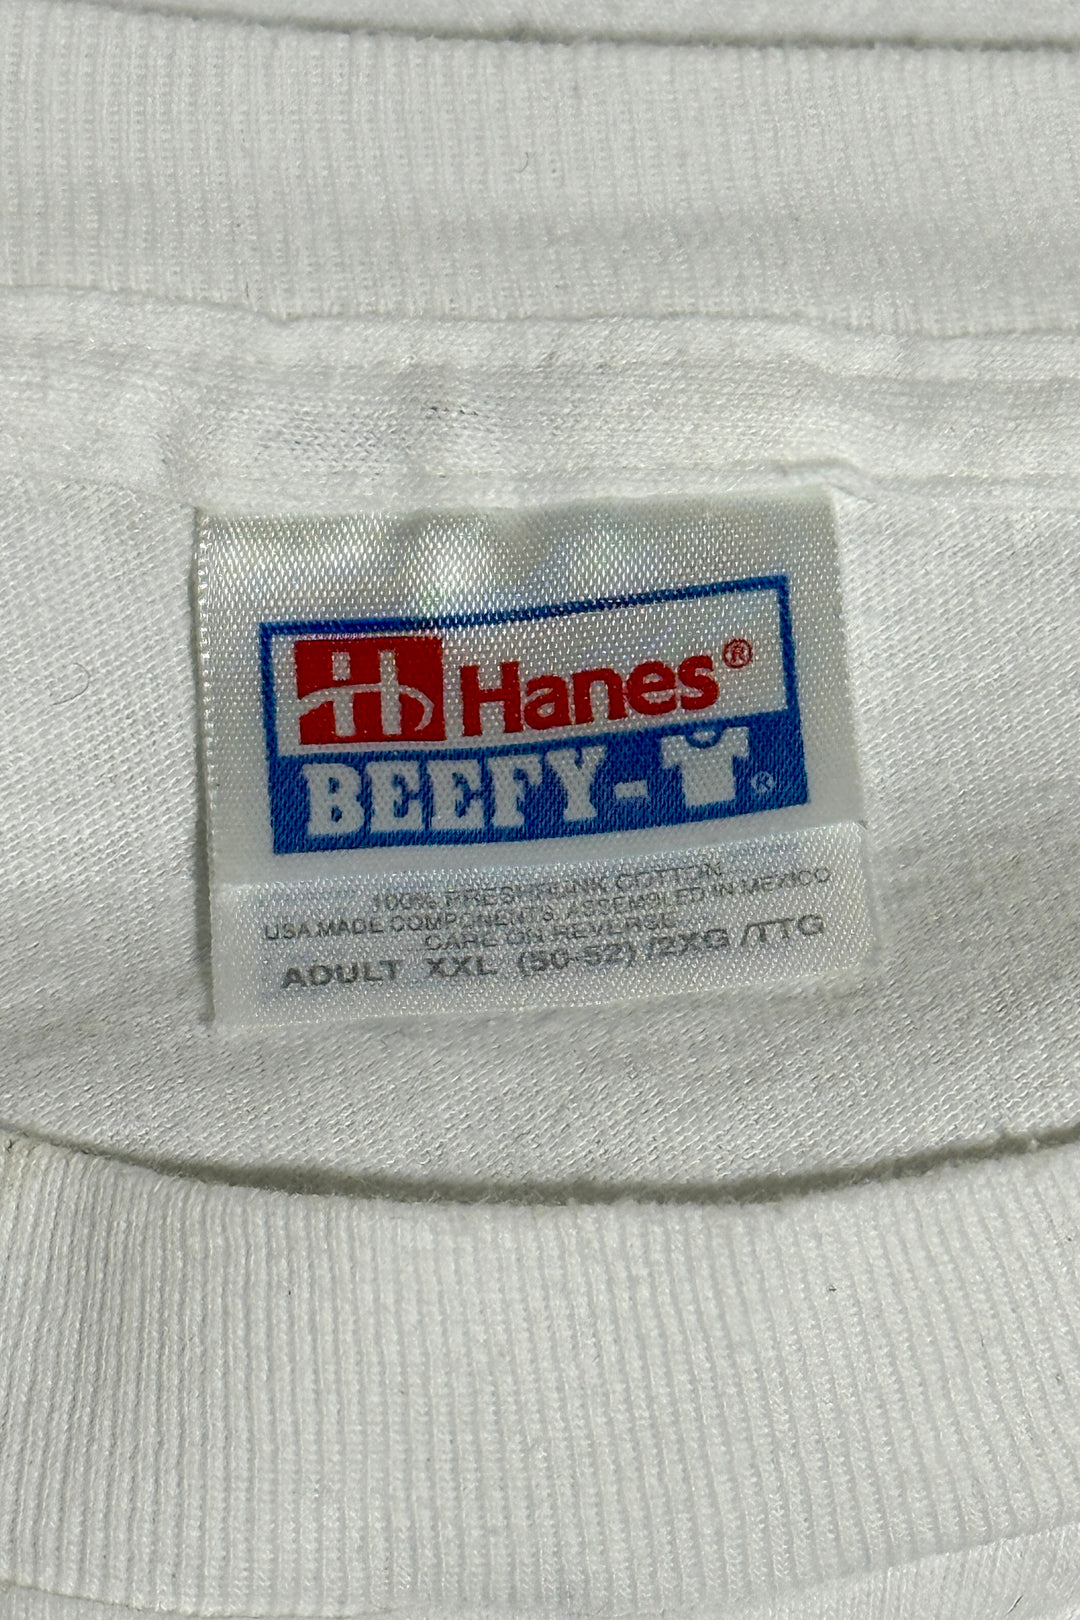 Hanes®
BEEFY-T®
100% PRESHRUNK COTTON
USA MADE COMPONENTS, ASSEMBLED IN MEXICO
CARE ON REVERSE
ADULT XXL (50-52) /2XG /TTG